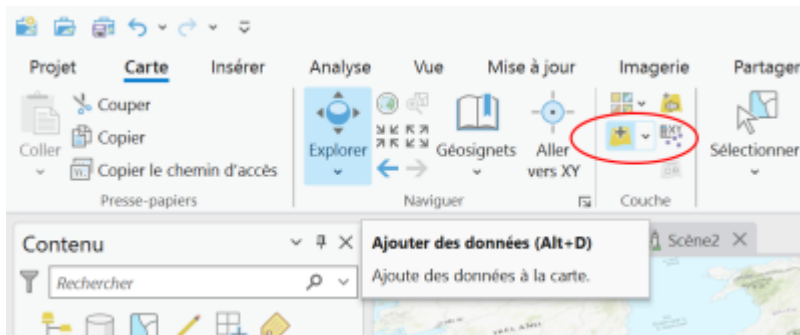 Projet Carte Insérer Analyse Vue Mise à jour Imagerie Partager
Couper
Copier
Coller
Copier le chemin d'accès
Presse-papiers
Explorer
Géosignets
Aller
vers XY
Naviguer
Couche
Sélectionner
Contenu
Rechercher
Ajouter des données (Alt+D)
Ajoute des données à la carte.
Scène2